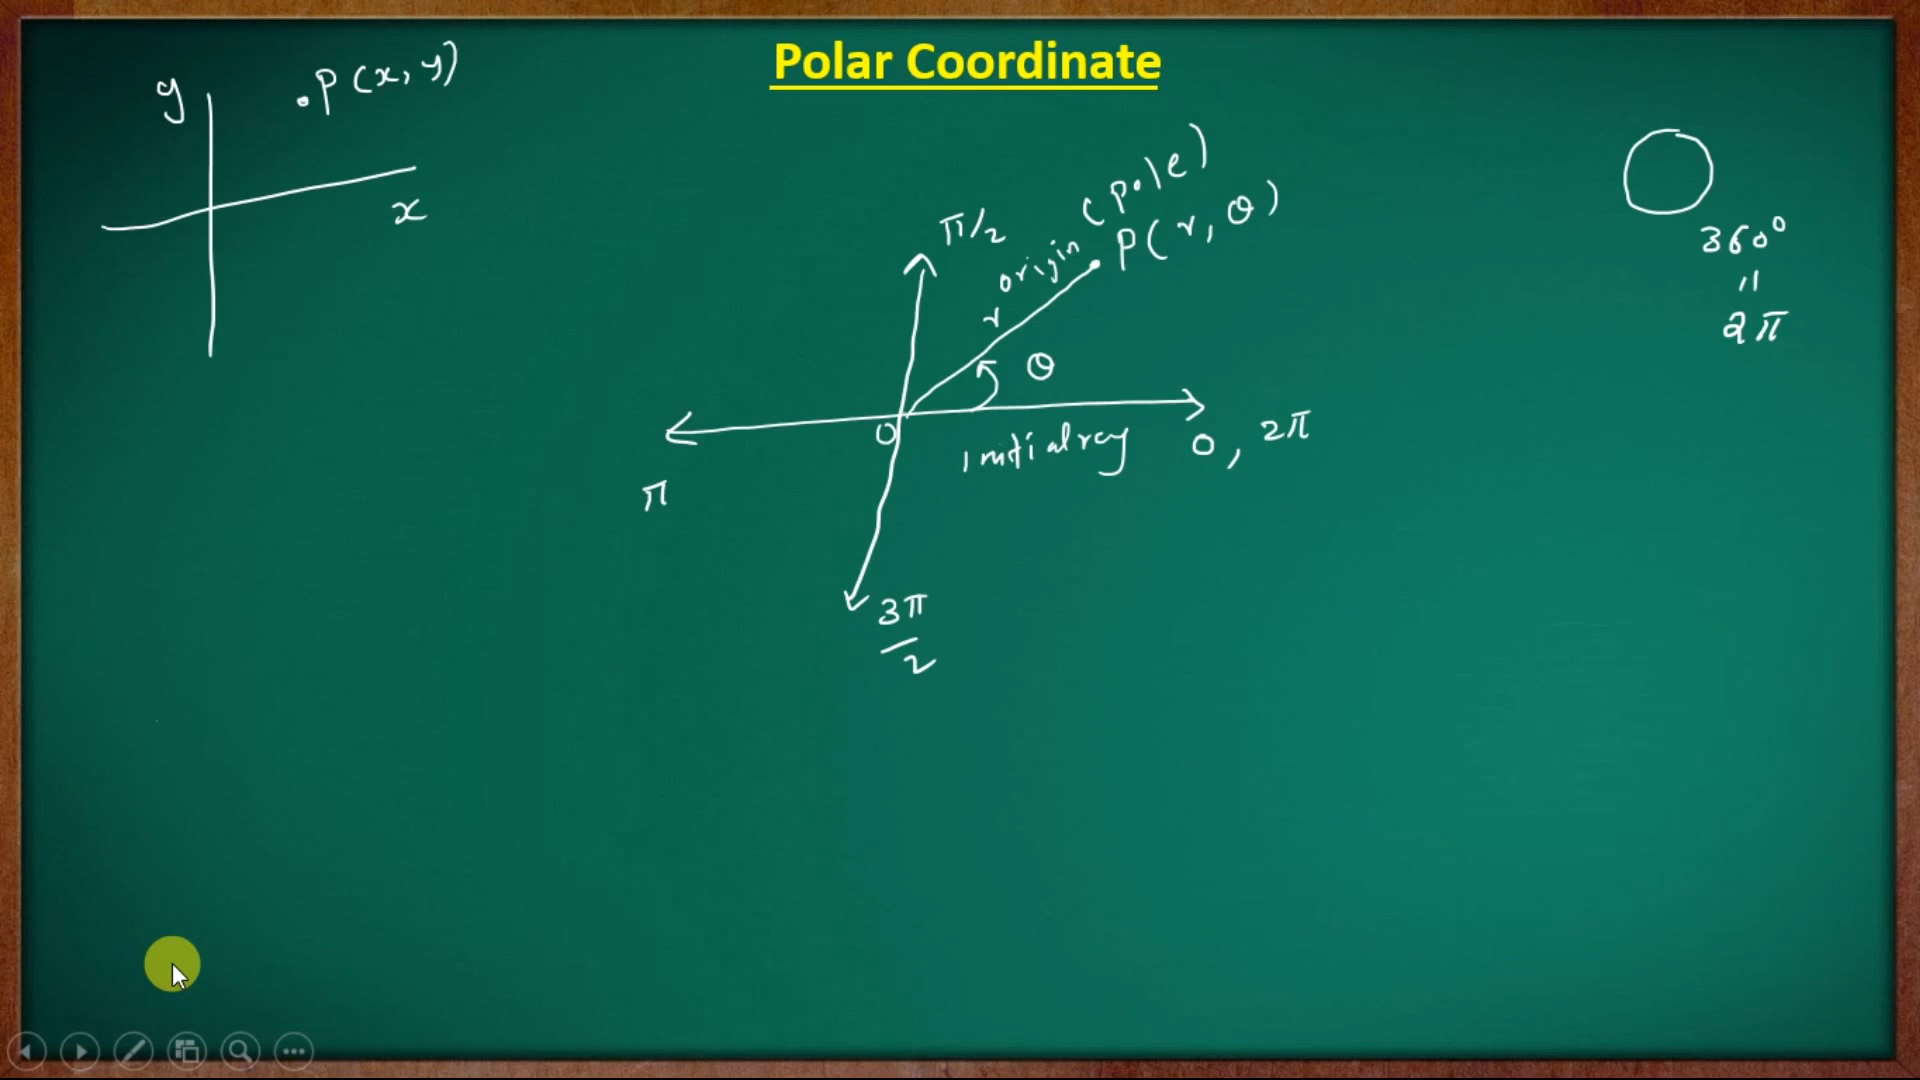 Polar Coordinate
y
P(x, y)
x
360°
=
2π
π/2
origin (pole)
P(r, θ)
r
θ
O
Initial ray
0, 2π
π
3π
2